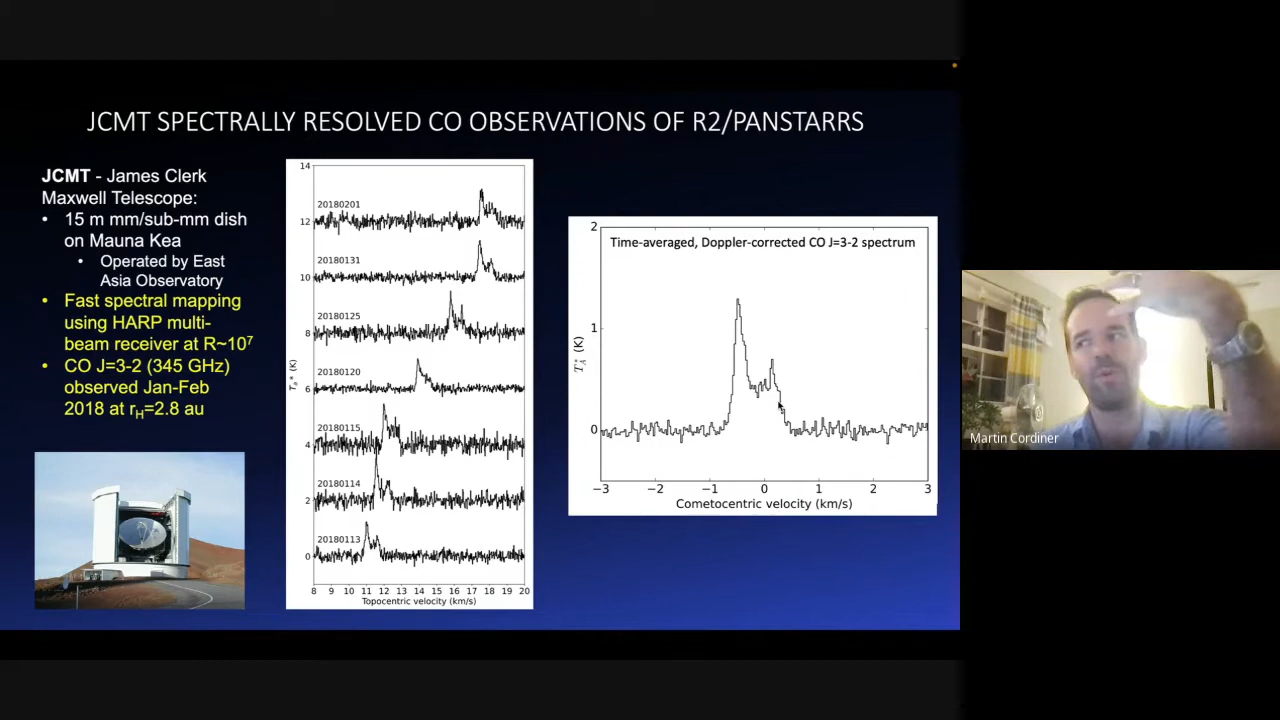 JCMT SPECTRALLY RESOLVED CO OBSERVATIONS OF R2/PANSTARRS
JCMT - James Clerk
Maxwell Telescope:
• 15 m mm/sub-mm dish
on Mauna Kea
• Operated by East
Asia Observatory
• Fast spectral mapping
using HARP multi-
beam receiver at R~10⁷
• CO J=3-2 (345 GHz)
observed Jan-Feb
2018 at rH=2.8 au
14
12
10
8
6
4
2
0
Ta* (K)
20180201
20180131
20180125
20180120
20180115
20180114
20180113
8 9 10 11 12 13 14 15 16 17 18 19 20
Topocentric velocity (km/s)
Time-averaged, Doppler-corrected CO J=3-2 spectrum
2
1
0
T*A (K)
−3 −2 −1 0 1 2 3
Cometocentric velocity (km/s)
Martin Cordiner